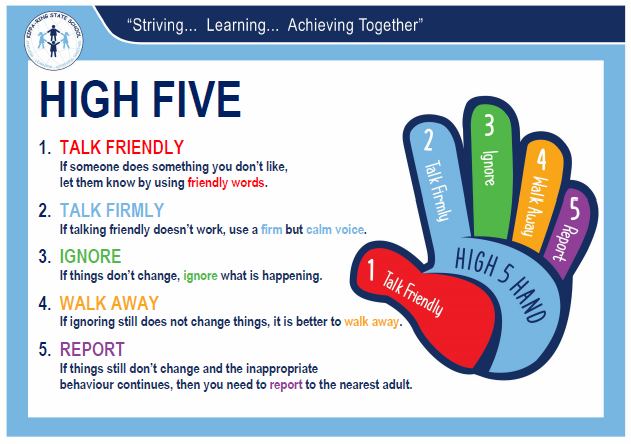 "Striving... Learning... Achieving Together"
KIPPA-RING STATE SCHOOL
HIGH FIVE
1. TALK FRIENDLY
If someone does something you don't like,
let them know by using friendly words.
2. TALK FIRMLY
If talking friendly doesn't work, use a firm but calm voice.
3. IGNORE
If things don't change, ignore what is happening.
4. WALK AWAY
If ignoring still does not change things, it is better to walk away.
5. REPORT
If things still don't change and the inappropriate
behaviour continues, then you need to report to the nearest adult.
1 Talk Friendly
2 Talk Firmly
3 Ignore
4 Walk Away
5 Report
HIGH 5 HAND